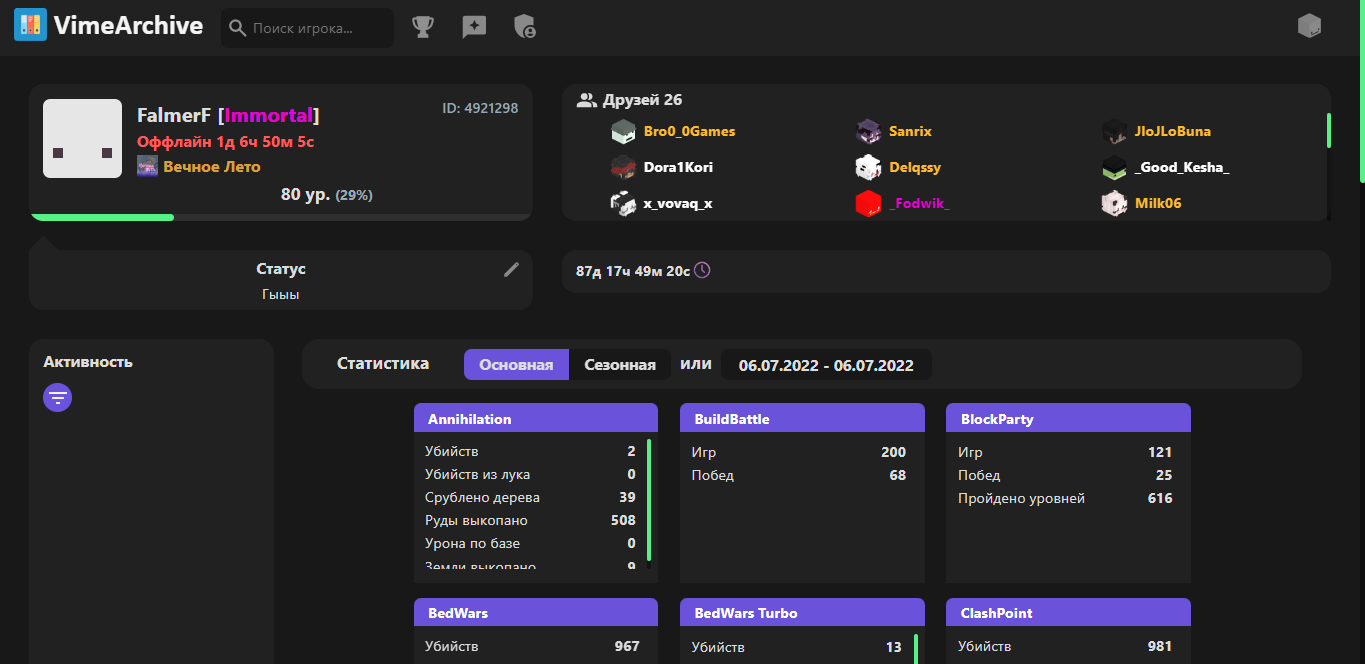 VimeArchive
Поиск игрока...
FalmerF [Immortal]
ID: 4921298
Оффлайн 1д 6ч 50м 5с
Вечное Лето
80 ур. (29%)
Друзей 26
Bro0_0Games
Sanrix
JloJLoBuna
Dora1Kori
Delqssy
_Good_Kesha_
x_vovaq_x
_Fodwik_
Milk06
Статус
Гыыы
87д 17ч 49м 20с
Активность
Статистика
Основная
Сезонная
или
06.07.2022 - 06.07.2022
Annihilation
Убийств 2
Убийств из лука 0
Срублено дерева 39
Руды выкопано 508
Урона по базе 0
Земли выкопано 9
BuildBattle
Игр 200
Побед 68
BlockParty
Игр 121
Побед 25
Пройдено уровней 616
BedWars
Убийств 967
BedWars Turbo
Убийств 13
ClashPoint
Убийств 981